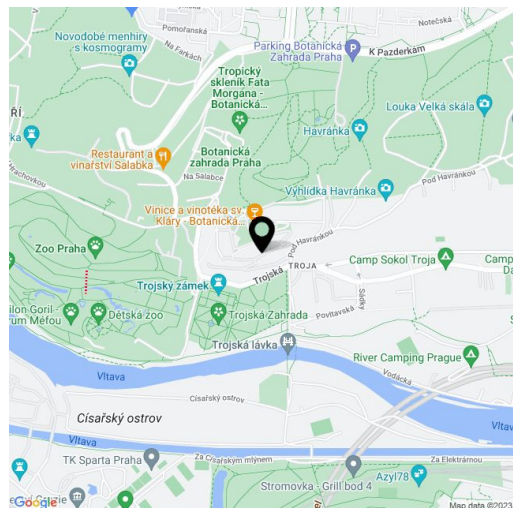 Pomořanská
Notečská
Novodobé menhiry
s kosmogramy
Na Farkách
Parking Botanická
Zahrada Praha
K Pazderkám
Tropický
skleník Fata
Morgána -
Botanická...
Louka Velká skála
Havránka
Botanická
zahrada Praha
Restaurant a
vinařství Salabka
Na Salabce
Výhlídka Havránka
Pod Havránkou
Vinice a vinotéka sv.
Kláry - Botanická...
Pod Havránkou
Zoo Praha
Camp Sokol Troja
TROJA
Trojská
Trojský zámek
Sádky
Dětská zoo
Trojská Zahrada
Povltavská
Trojská lávka
River Camping Prague
Vodácká
Vltava
Císařský ostrov
Císařský ostrov
Vltava
Za Císařským mlýnem
Za Elektrárnou
TK Sparta Praha
Azyl78
Stromovka - Grill bod 4
Google
Map data ©2023